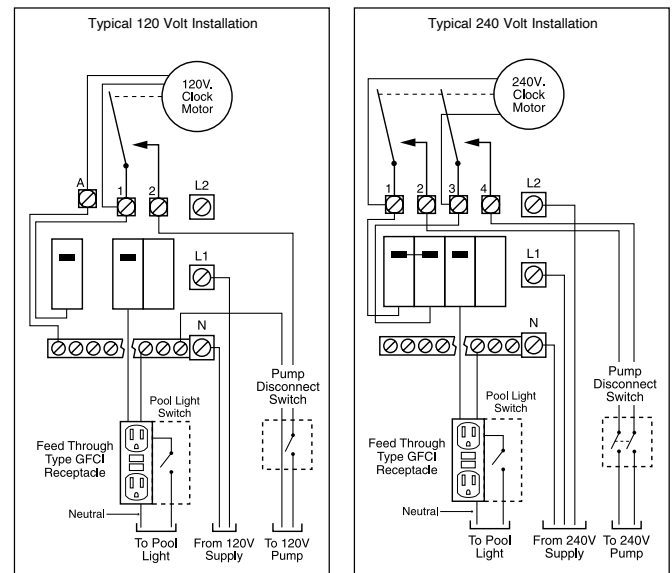 Typical 120 Volt Installation
120V.
Clock
Motor
A
1
2
L2
L1
N
Pump
Disconnect
Switch
Pool Light
Switch
Feed Through
Type GFCI
Receptacle
Neutral
To Pool
Light
From 120V
Supply
To 120V
Pump
Typical 240 Volt Installation
240V.
Clock
Motor
1
2
3
4
L2
L1
N
Pump
Disconnect
Switch
Pool Light
Switch
Feed Through
Type GFCI
Receptacle
Neutral
To Pool
Light
From 240V
Supply
To 240V
Pump